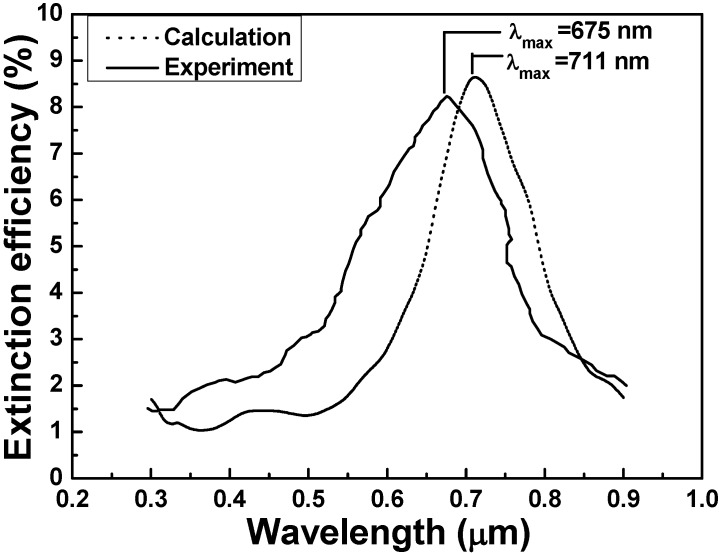 Calculation
Experiment
λmax =675 nm
λmax =711 nm
Extinction efficiency (%)
10
9
8
7
6
5
4
3
2
1
0
0.2 0.3 0.4 0.5 0.6 0.7 0.8 0.9 1.0
Wavelength (μm)